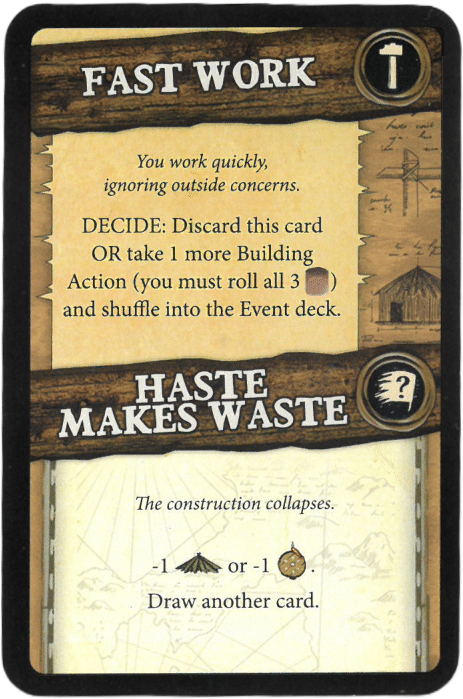 FAST WORK
You work quickly,
ignoring outside concerns.
DECIDE: Discard this card
OR take 1 more Building
Action (you must roll all 3 )
and shuffle into the Event deck.
HASTE
MAKES WASTE
?
The construction collapses.
-1 or -1 .
Draw another card.